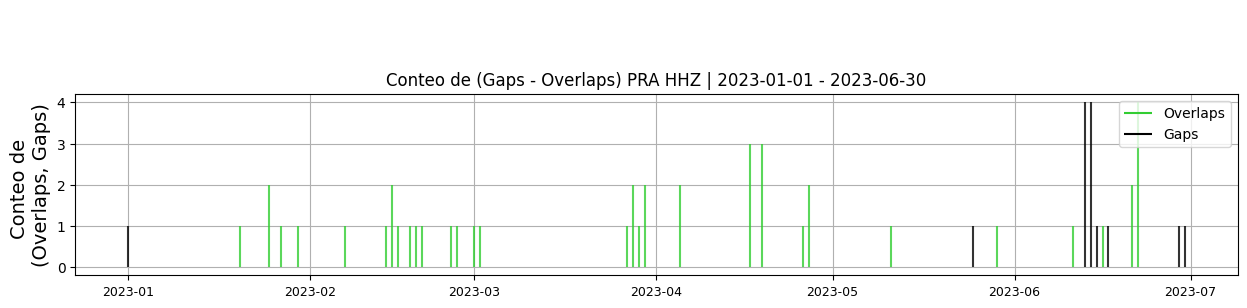 Conteo de (Gaps - Overlaps) PRA HHZ | 2023-01-01 - 2023-06-30
Conteo de
(Overlaps, Gaps)
4
3
2
1
0
Overlaps
Gaps
2023-01
2023-02
2023-03
2023-04
2023-05
2023-06
2023-07